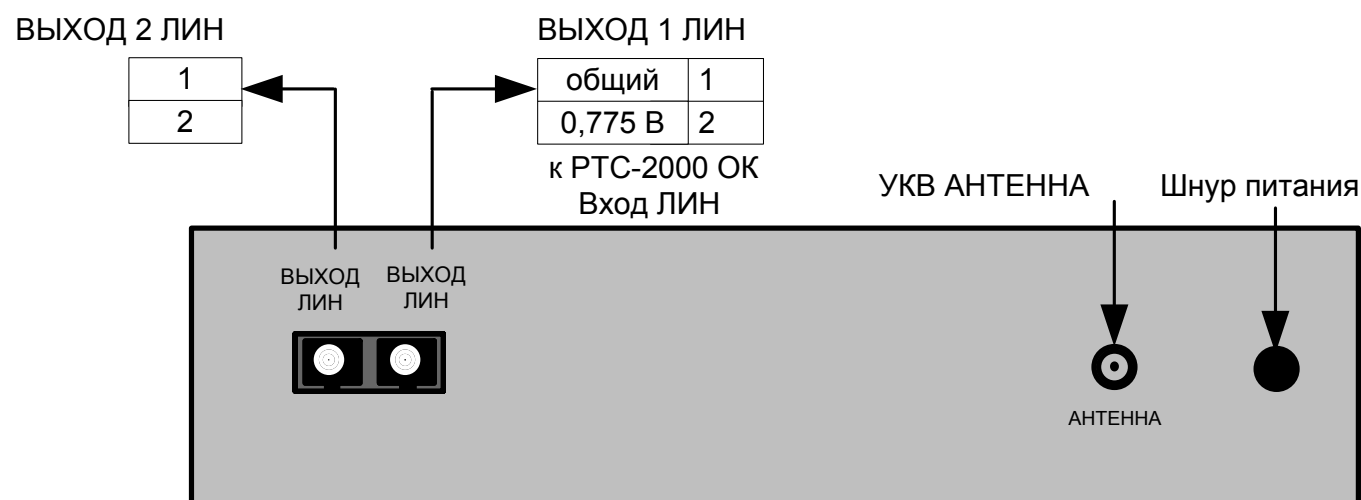 ВЫХОД 2 ЛИН
1
2
ВЫХОД 1 ЛИН
общий 1
0,775 В 2
к РТС-2000 ОК
Вход ЛИН
УКВ АНТЕННА
Шнур питания
ВЫХОД
ЛИН
ВЫХОД
ЛИН
АНТЕННА